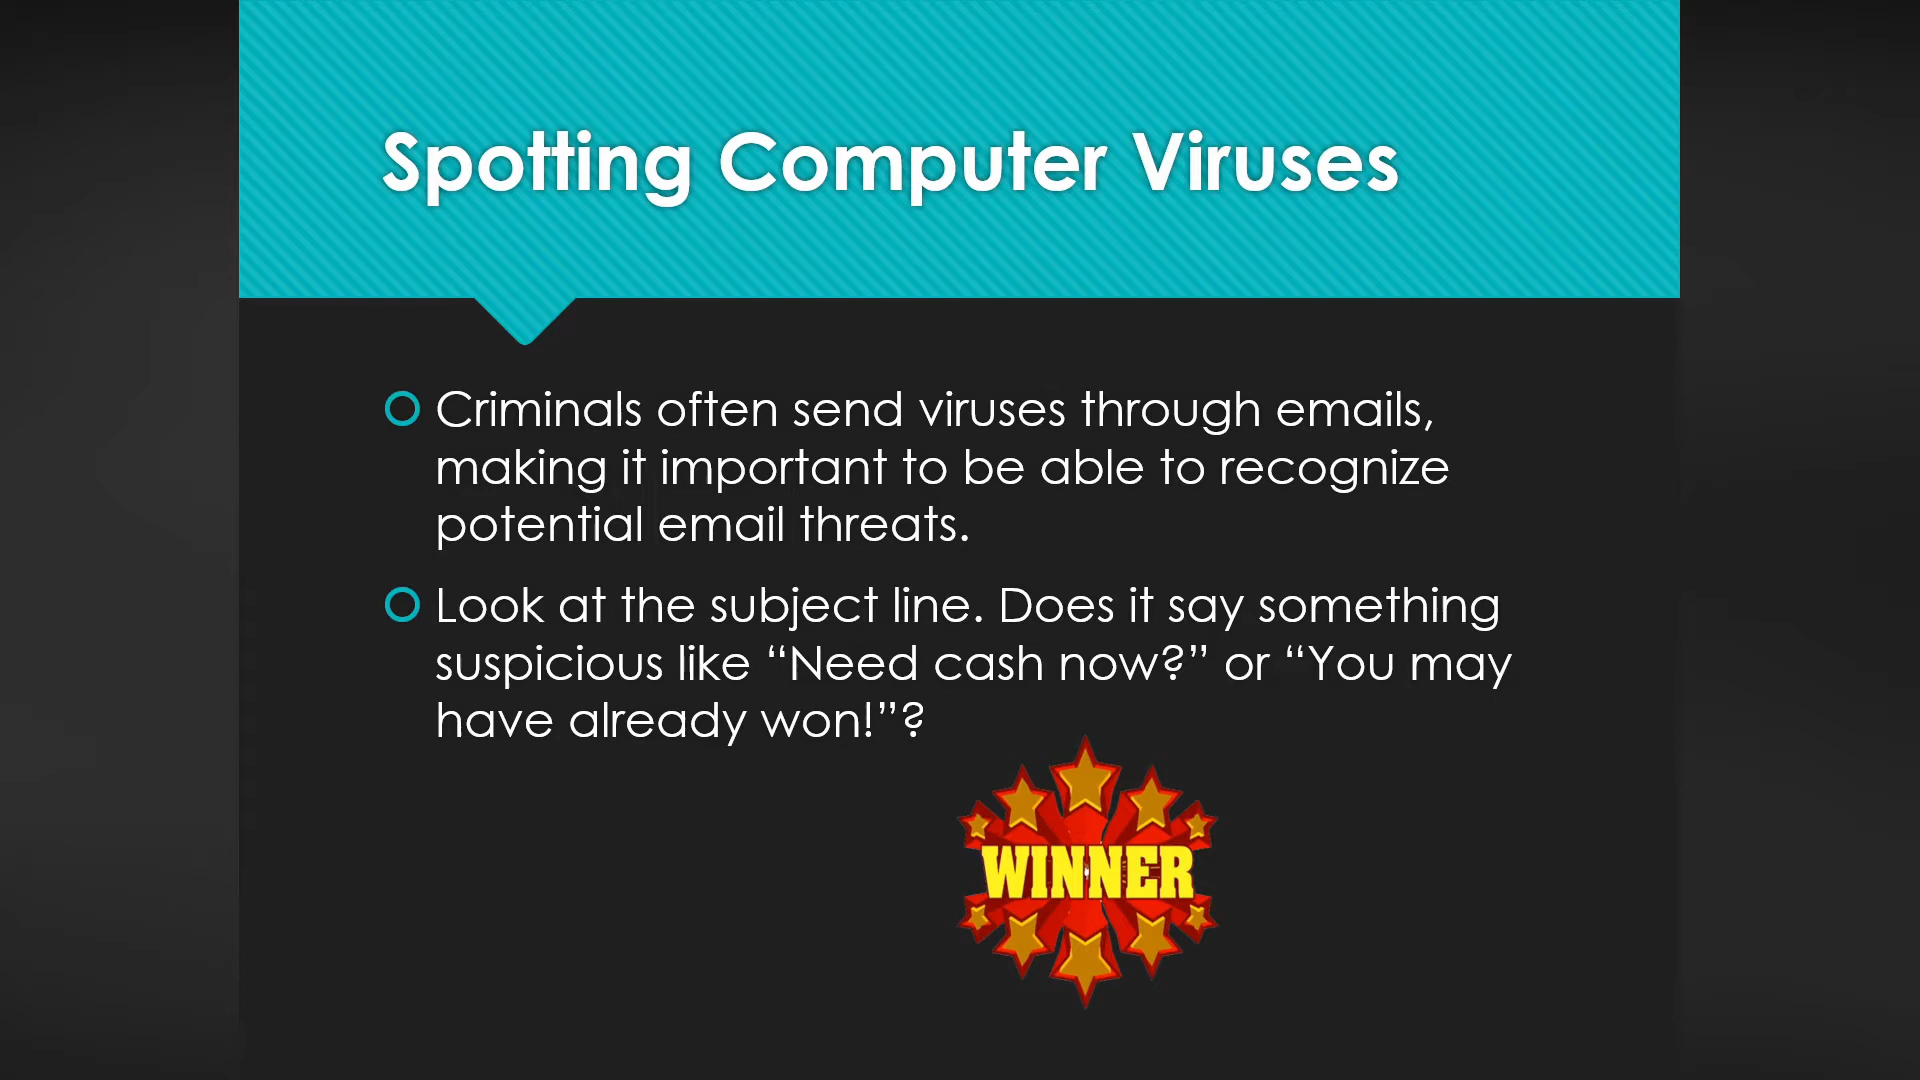 Spotting Computer Viruses
Criminals often send viruses through emails,
making it important to be able to recognize
potential email threats.
Look at the subject line. Does it say something
suspicious like “Need cash now?” or “You may
have already won!”?
WINNER